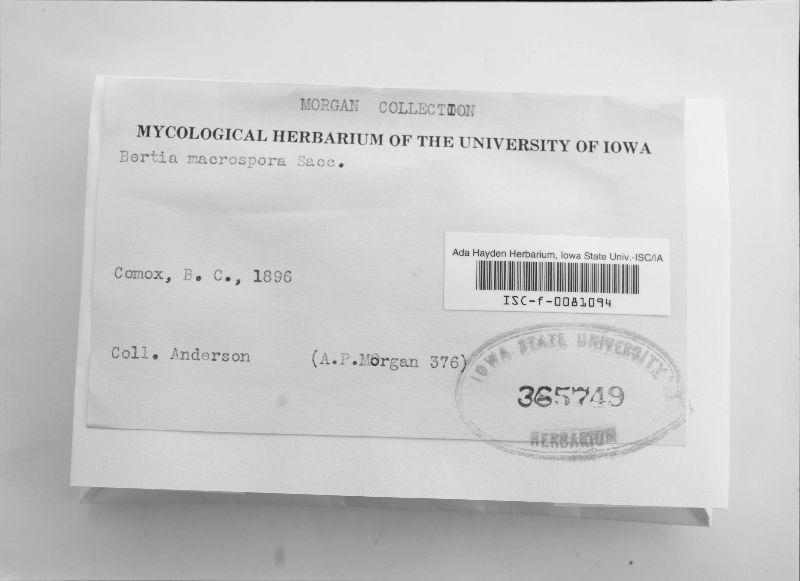 MORGAN COLLECTION
MYCOLOGICAL HERBARIUM OF THE UNIVERSITY OF IOWA
Bertia macrospora Sacc.
Ada Hayden Herbarium, Iowa State Univ.-ISC/IA
ISC-f-0081094
Comox, B. C., 1896
Coll. Anderson (A.P.Morgan 376)
IOWA STATE UNIVERSITY
365749
HERBARIUM